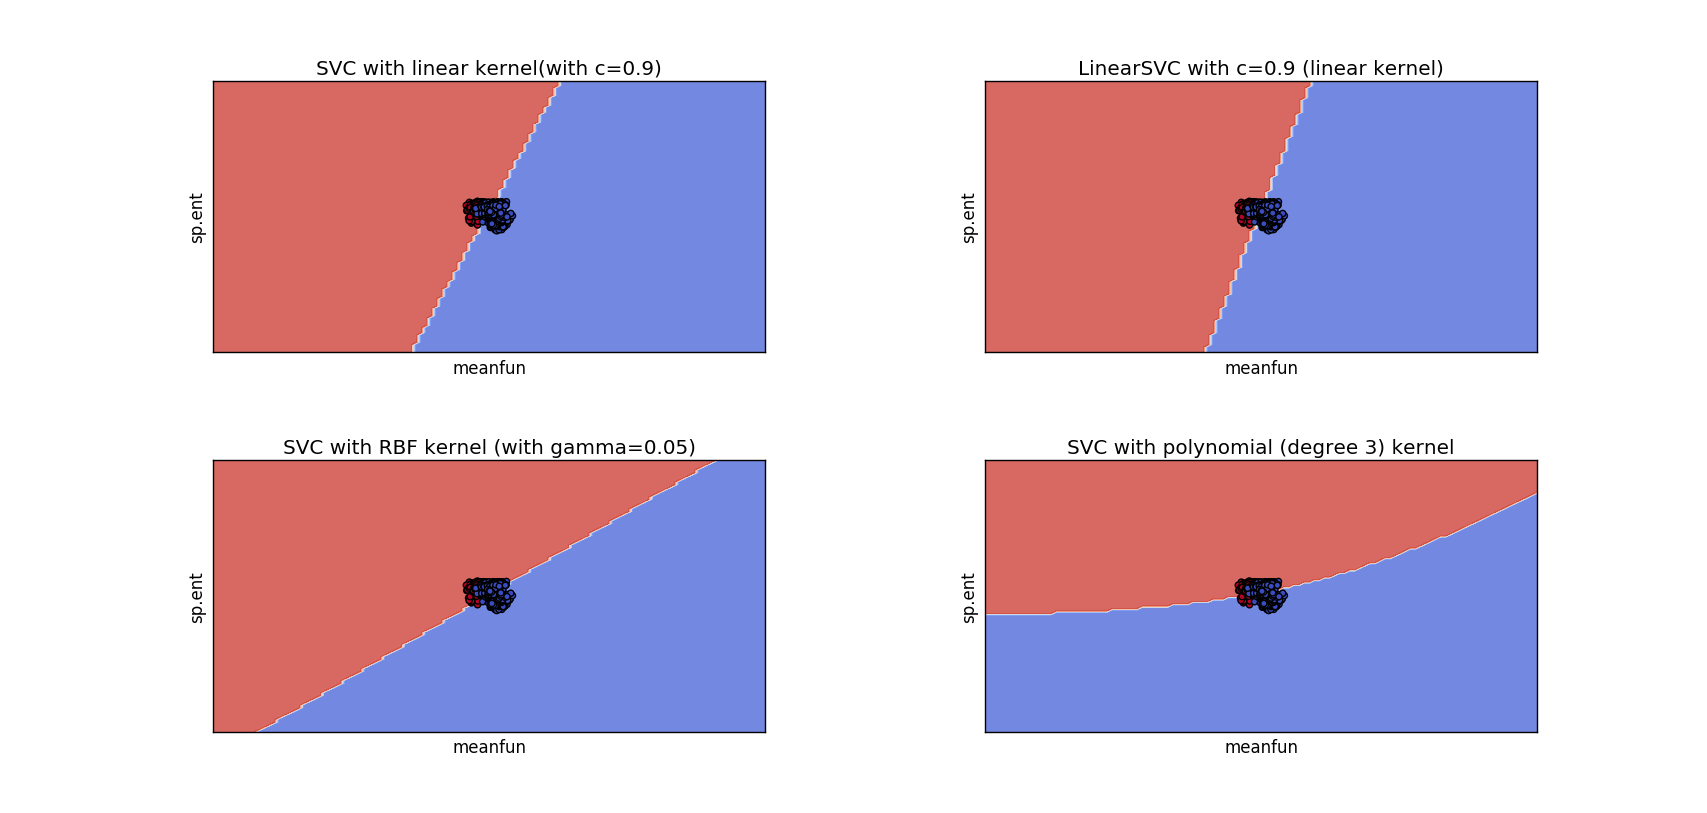 SVC with linear kernel(with c=0.9)
sp.ent
meanfun
LinearSVC with c=0.9 (linear kernel)
sp.ent
meanfun
SVC with RBF kernel (with gamma=0.05)
sp.ent
meanfun
SVC with polynomial (degree 3) kernel
sp.ent
meanfun